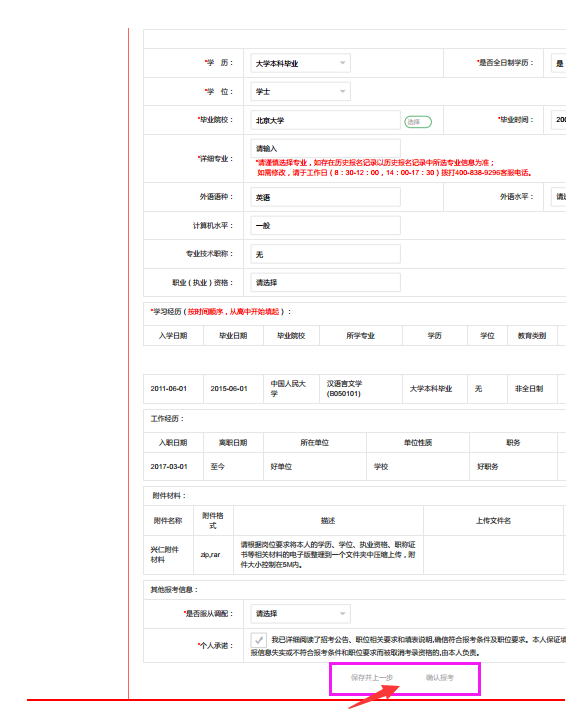 *学 历： 大学本科毕业 *是否全日制学历： 是
*学 位： 学士
*毕业院校： 北京大学 选择 *毕业时间： 200
*详细专业： 请输入
*请谨慎选择专业，如存在历史报名记录以历史报名记录中所选专业信息为准；
如需修改，请于工作日（8：30-12：00，14：00-17：30）拨打400-838-9296客服电话。
外语语种： 英语 外语水平： 请选
计算机水平： 一般
专业技术职称： 无
职业（执业）资格： 请选择
*学习经历（按时间顺序，从高中开始填起）：
入学日期 毕业日期 毕业院校 所学专业 学历 学位 教育类别
2011-06-01 2015-06-01 中国人民大学 汉语言文学(B050101) 大学本科毕业 无 非全日制
工作经历：
入职日期 离职日期 所在单位 单位性质 职务
2017-03-01 至今 好单位 学校 好职务
附件材料：
附件名称 附件格式 描述 上传文件名
兴仁附件材料 zip,rar 请根据岗位要求将本人的学历、学位、执业资格、职称证
书等相关材料的电子版整理到一个文件夹中压缩上传，附
件大小控制在5M内。
其他报考信息：
*是否服从调配： 请选择
*个人承诺： 我已详细阅读了招考公告、职位相关要求和填表说明,确信符合报考条件及职位要求。本人保证填
报信息失实或不符合报考条件和职位要求而被取消考录资格的,由本人负责。
保存并上一步 确认报考